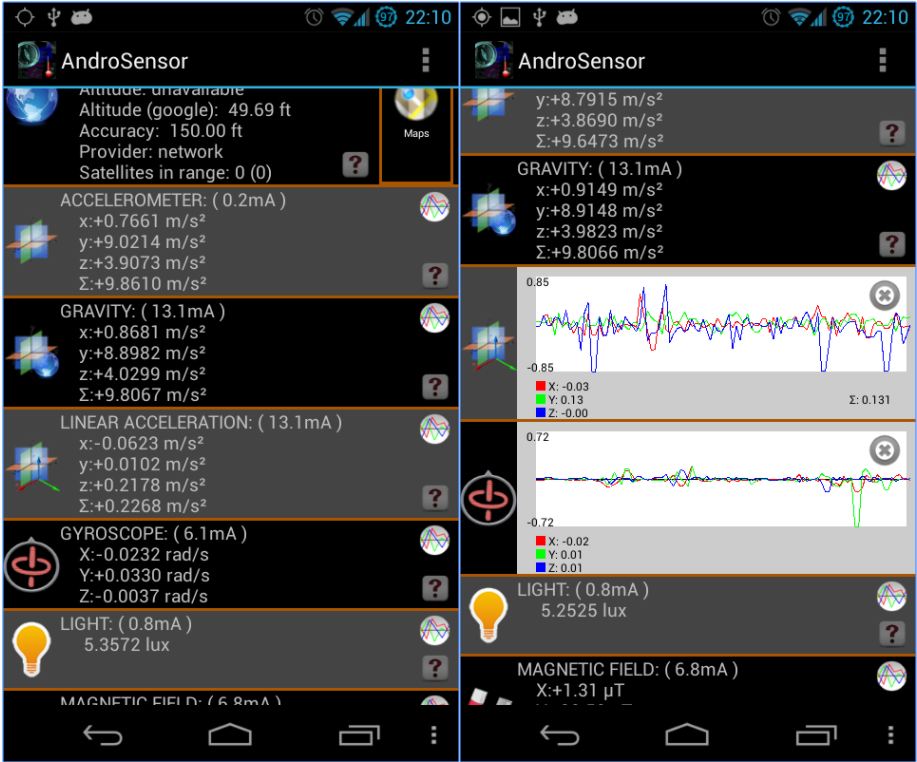 97 22:10
AndroSensor
Altitude: unavailable
Altitude (google): 49.69 ft
Accuracy: 150.00 ft
Provider: network
Satellites in range: 0 (0)
?
Maps
ACCELEROMETER: ( 0.2mA )
x:+0.7661 m/s²
y:+9.0214 m/s²
z:+3.9073 m/s²
Σ:+9.8610 m/s²
?
GRAVITY: ( 13.1mA )
x:+0.8681 m/s²
y:+8.8982 m/s²
z:+4.0299 m/s²
Σ:+9.8067 m/s²
?
LINEAR ACCELERATION: ( 13.1mA )
x:-0.0623 m/s²
y:+0.0102 m/s²
z:+0.2178 m/s²
Σ:+0.2268 m/s²
?
GYROSCOPE: ( 6.1mA )
X:-0.0232 rad/s
Y:+0.0330 rad/s
Z:-0.0037 rad/s
?
LIGHT: ( 0.8mA )
5.3572 lux
?
MAGNETIC FIELD: ( 6.8mA )
97 22:10
AndroSensor
y:+8.7915 m/s²
z:+3.8690 m/s²
Σ:+9.6473 m/s²
?
GRAVITY: ( 13.1mA )
x:+0.9149 m/s²
y:+8.9148 m/s²
z:+3.9823 m/s²
Σ:+9.8066 m/s²
?
0.85
-0.85
X: -0.03
Y: 0.13 Σ: 0.131
Z: -0.00
0.72
-0.72
X: -0.02
Y: 0.01
Z: 0.01
LIGHT: ( 0.8mA )
5.2525 lux
?
MAGNETIC FIELD: ( 6.8mA )
X:+1.31 µT